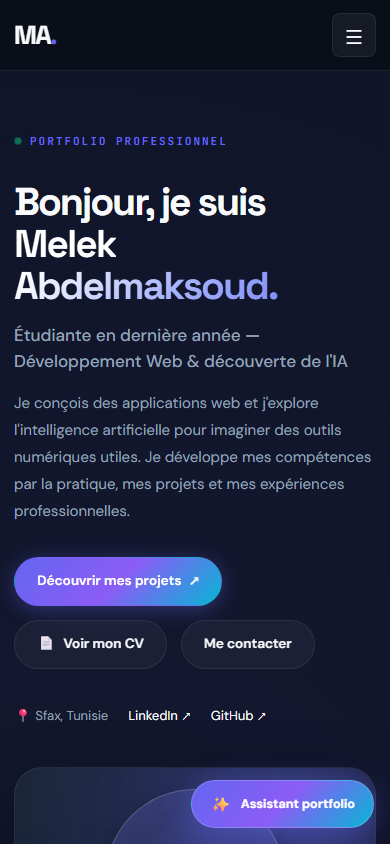 MA.
PORTFOLIO PROFESSIONNEL
Bonjour, je suis
Melek
Abdelmaksoud.
Étudiante en dernière année —
Développement Web & découverte de l'IA
Je conçois des applications web et j'explore
l'intelligence artificielle pour imaginer des outils
numériques utiles. Je développe mes compétences
par la pratique, mes projets et mes expériences
professionnelles.
Découvrir mes projets ↗
Voir mon CV
Me contacter
Sfax, Tunisie LinkedIn ↗ GitHub ↗
Assistant portfolio